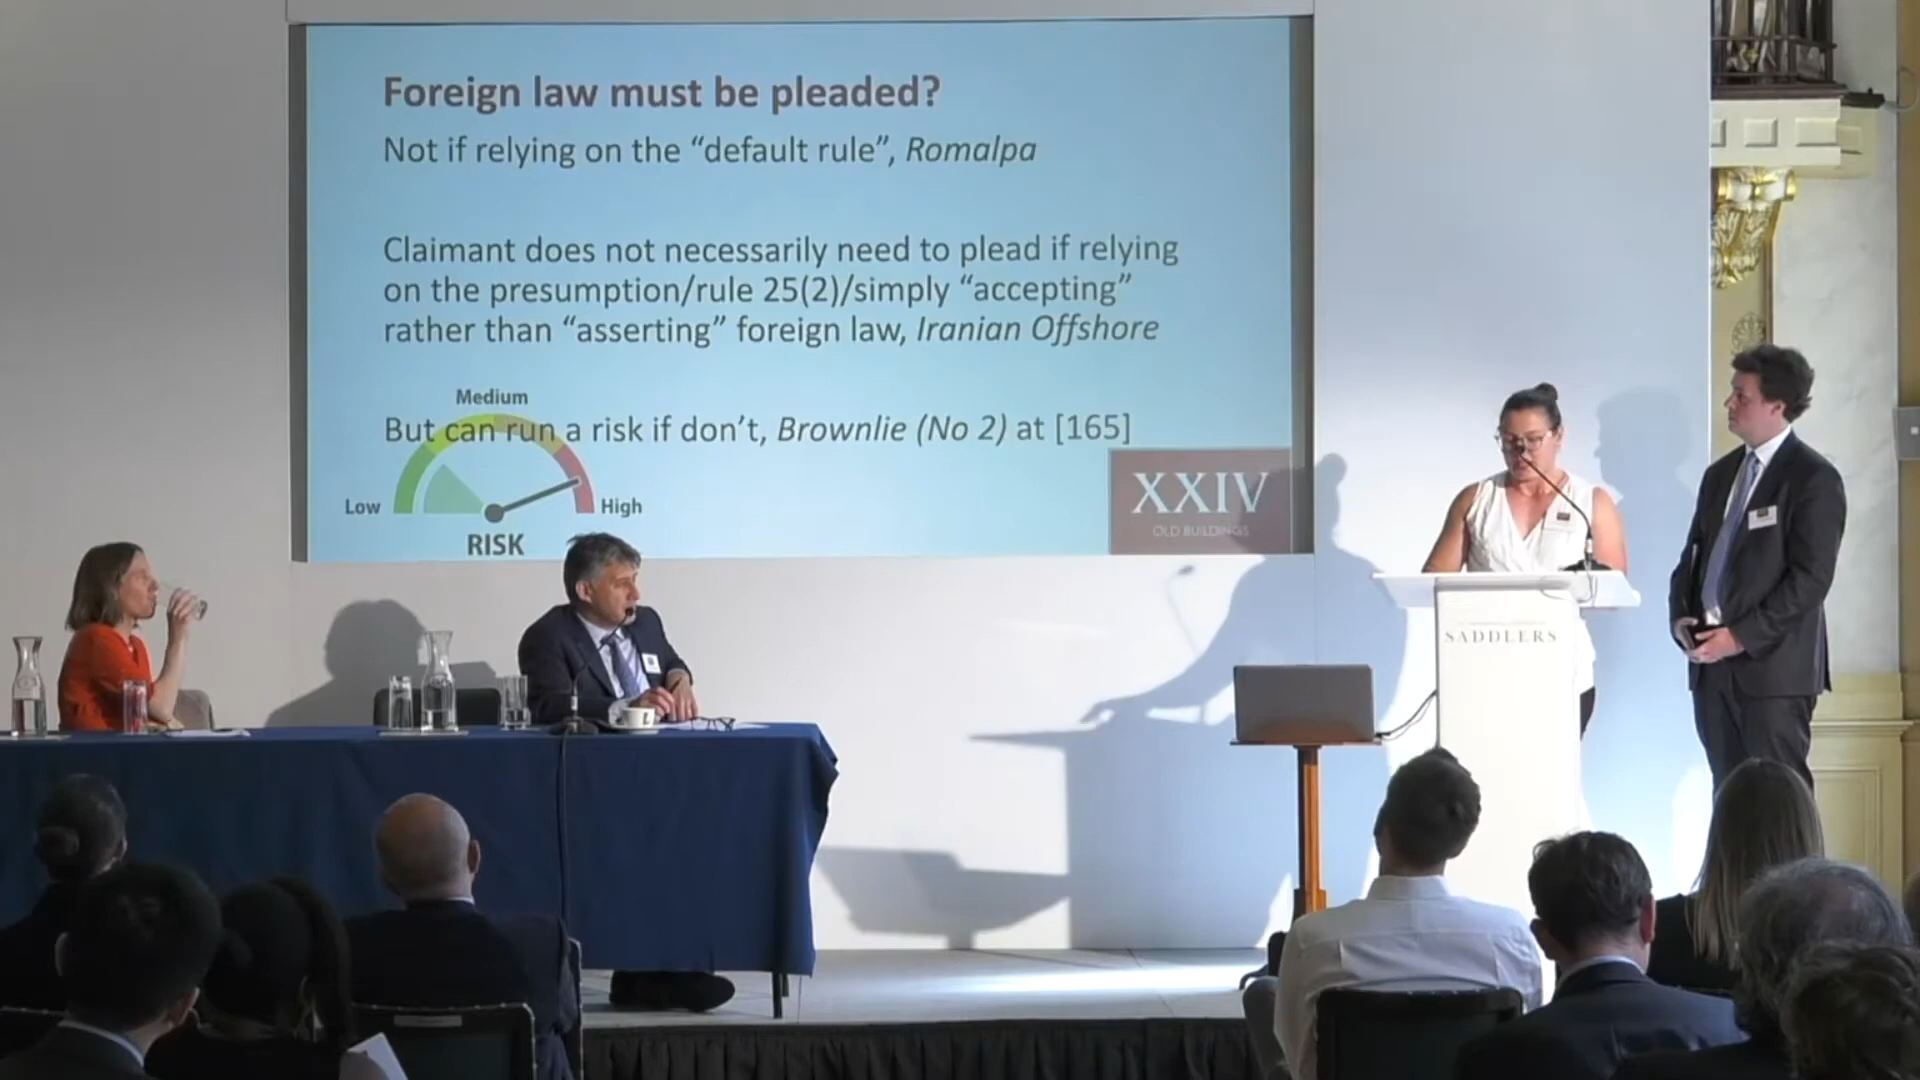 Foreign law must be pleaded?
Not if relying on the “default rule”, Romalpa
Claimant does not necessarily need to plead if relying
on the presumption/rule 25(2)/simply “accepting”
rather than “asserting” foreign law, Iranian Offshore
But can run a risk if don’t, Brownlie (No 2) at [165]
Medium
Low
High
RISK
XXIV
OLD BUILDINGS
SADDLERS